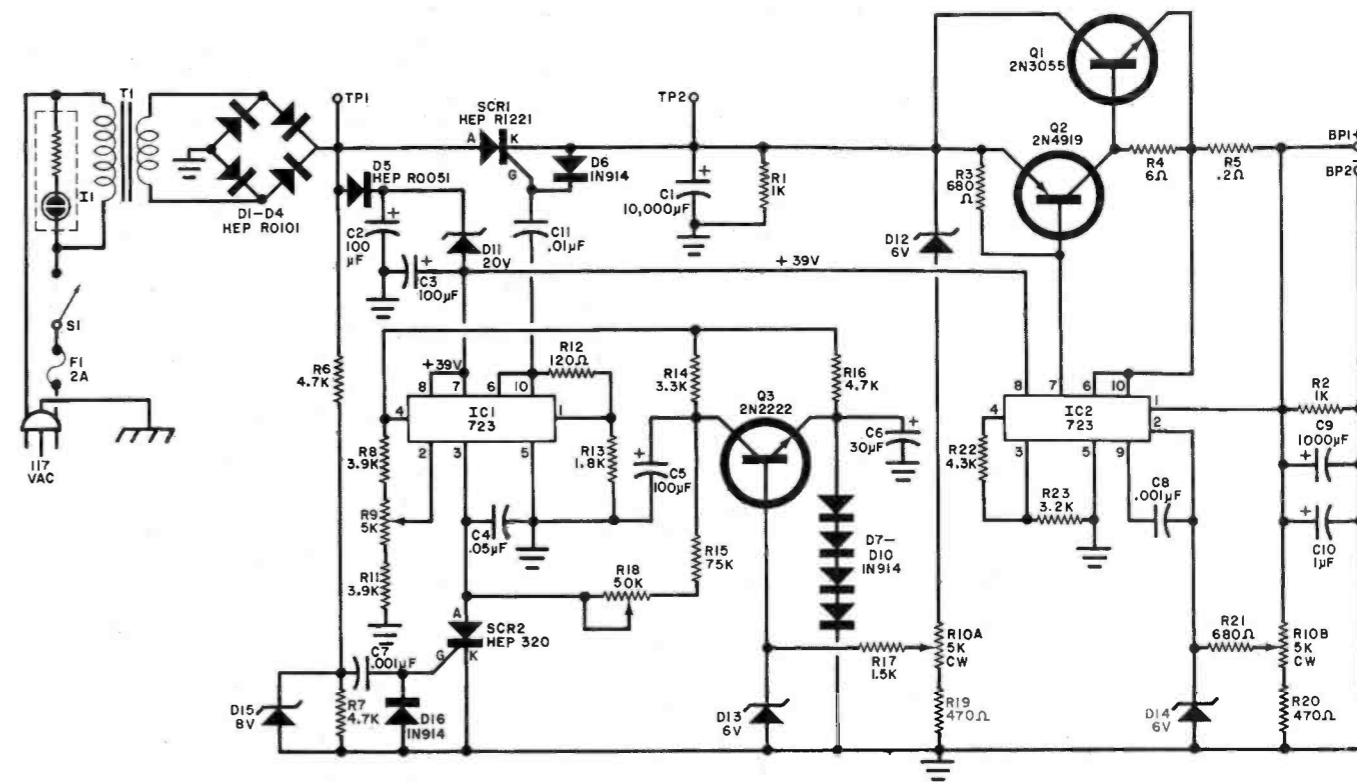 T1
I1
S1
F1
2A
117
VAC
D1-D4
HEP R0101
TP1
D5
HEP R0051
C2
100
µF
C3
100µF
D11
20V
SCR1
HEP R1221
A
K
G
D6
1N914
C11
.01µF
TP2
C1
10,000µF
R1
1K
+39V
Q1
2N3055
Q2
2N4919
R3
680
Ω
R4
6Ω
R5
.2Ω
BP1+
BP2
D12
6V
R6
4.7K
+39V
8
7
6
10
4
IC1
723
1
2
3
5
R12
120Ω
R13
1.8K
R8
3.9K
R9
5K
R11
3.9K
C4
.05µF
C5
100µF
R14
3.3K
R16
4.7K
Q3
2N2222
C6
30µF
D7-
D10
1N914
R15
75K
R18
50K
A
SCR2
HEP 320
G
K
C7
.001µF
D15
8V
R7
4.7K
D16
1N914
D13
6V
R17
1.5K
R10A
5K
CW
R19
470Ω
8
7
6
10
4
IC2
723
1
2
3
5
9
R22
4.3K
R23
3.2K
C8
.001µF
R2
1K
C9
1000µF
C10
1µF
R21
680Ω
R10B
5K
CW
D14
6V
R20
470Ω